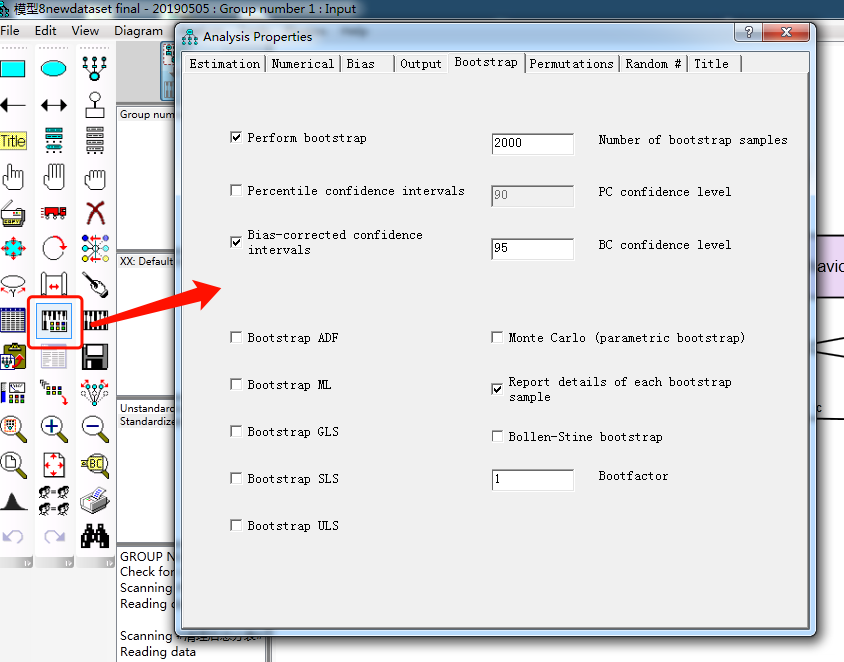 模型8newdataset final - 20190505 : Group number 1 : Input
File Edit View Diagram
Analysis Properties
Estimation Numerical Bias Output Bootstrap Permutations Random # Title
Perform bootstrap
2000 Number of bootstrap samples
Percentile confidence intervals
90 PC confidence level
Bias-corrected confidence
intervals
95 BC confidence level
Bootstrap ADF
Monte Carlo (parametric bootstrap)
Bootstrap ML
Report details of each bootstrap
sample
Bootstrap GLS
Bollen-Stine bootstrap
Bootstrap SLS
1 Bootfactor
Bootstrap ULS
Title
COPY
BC
Group num
XX: Default
Unstandard
Standardize
GROUP N
Check for
Scanning
Reading
Scanning
Reading data
avic
c